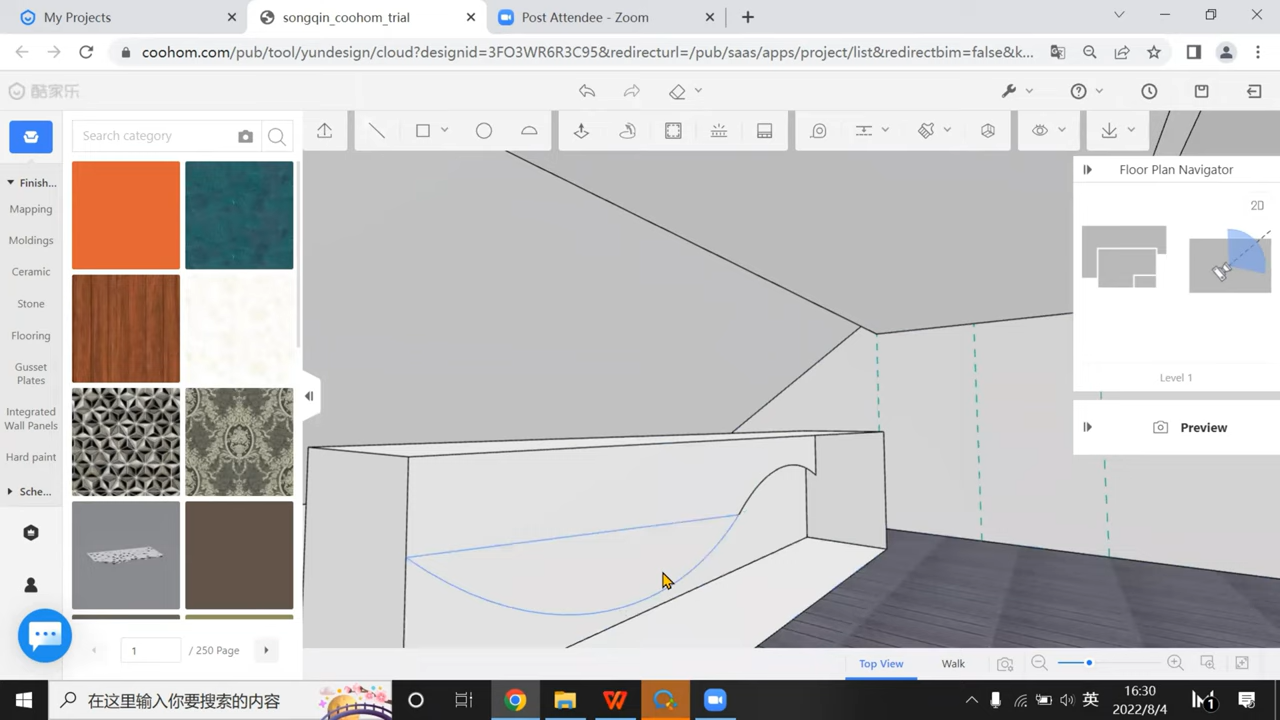 My Projects
songqin_coohom_trial
Post Attendee - Zoom
coohom.com/pub/tool/yundesign/cloud?designid=3FO3WR6R3C95&redirecturl=/pub/saas/apps/project/list&redirectbim=false&k...
酷家乐
Search category
Finish...
Mapping
Moldings
Ceramic
Stone
Flooring
Gusset
Plates
Integrated
Wall Panels
Hard paint
Sche...
1
/ 250 Page
Floor Plan Navigator
2D
Level 1
Preview
Top View
Walk
在这里输入你要搜索的内容
英
16:30
2022/8/4
1